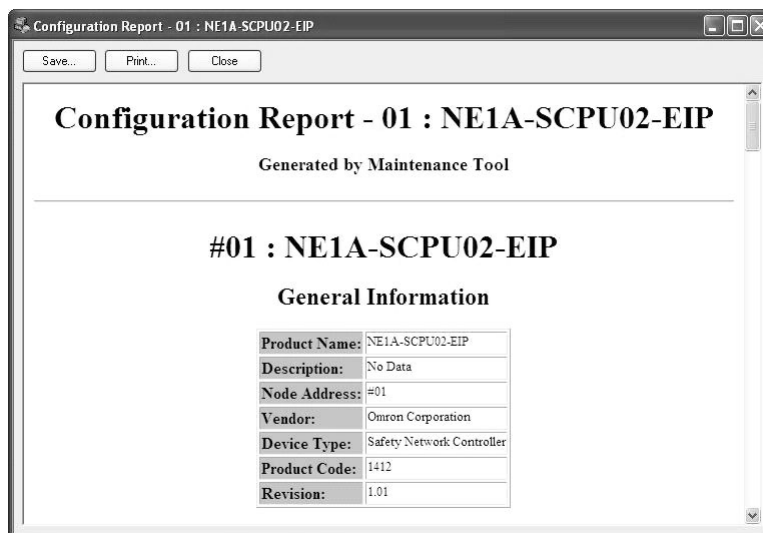 Configuration Report - 01 : NE1A-SCPU02-EIP
Save... Print... Close
Configuration Report - 01 : NE1A-SCPU02-EIP
Generated by Maintenance Tool
#01 : NE1A-SCPU02-EIP
General Information
Product Name: NE1A-SCPU02-EIP
Description: No Data
Node Address: #01
Vendor: Omron Corporation
Device Type: Safety Network Controller
Product Code: 1412
Revision: 1.01